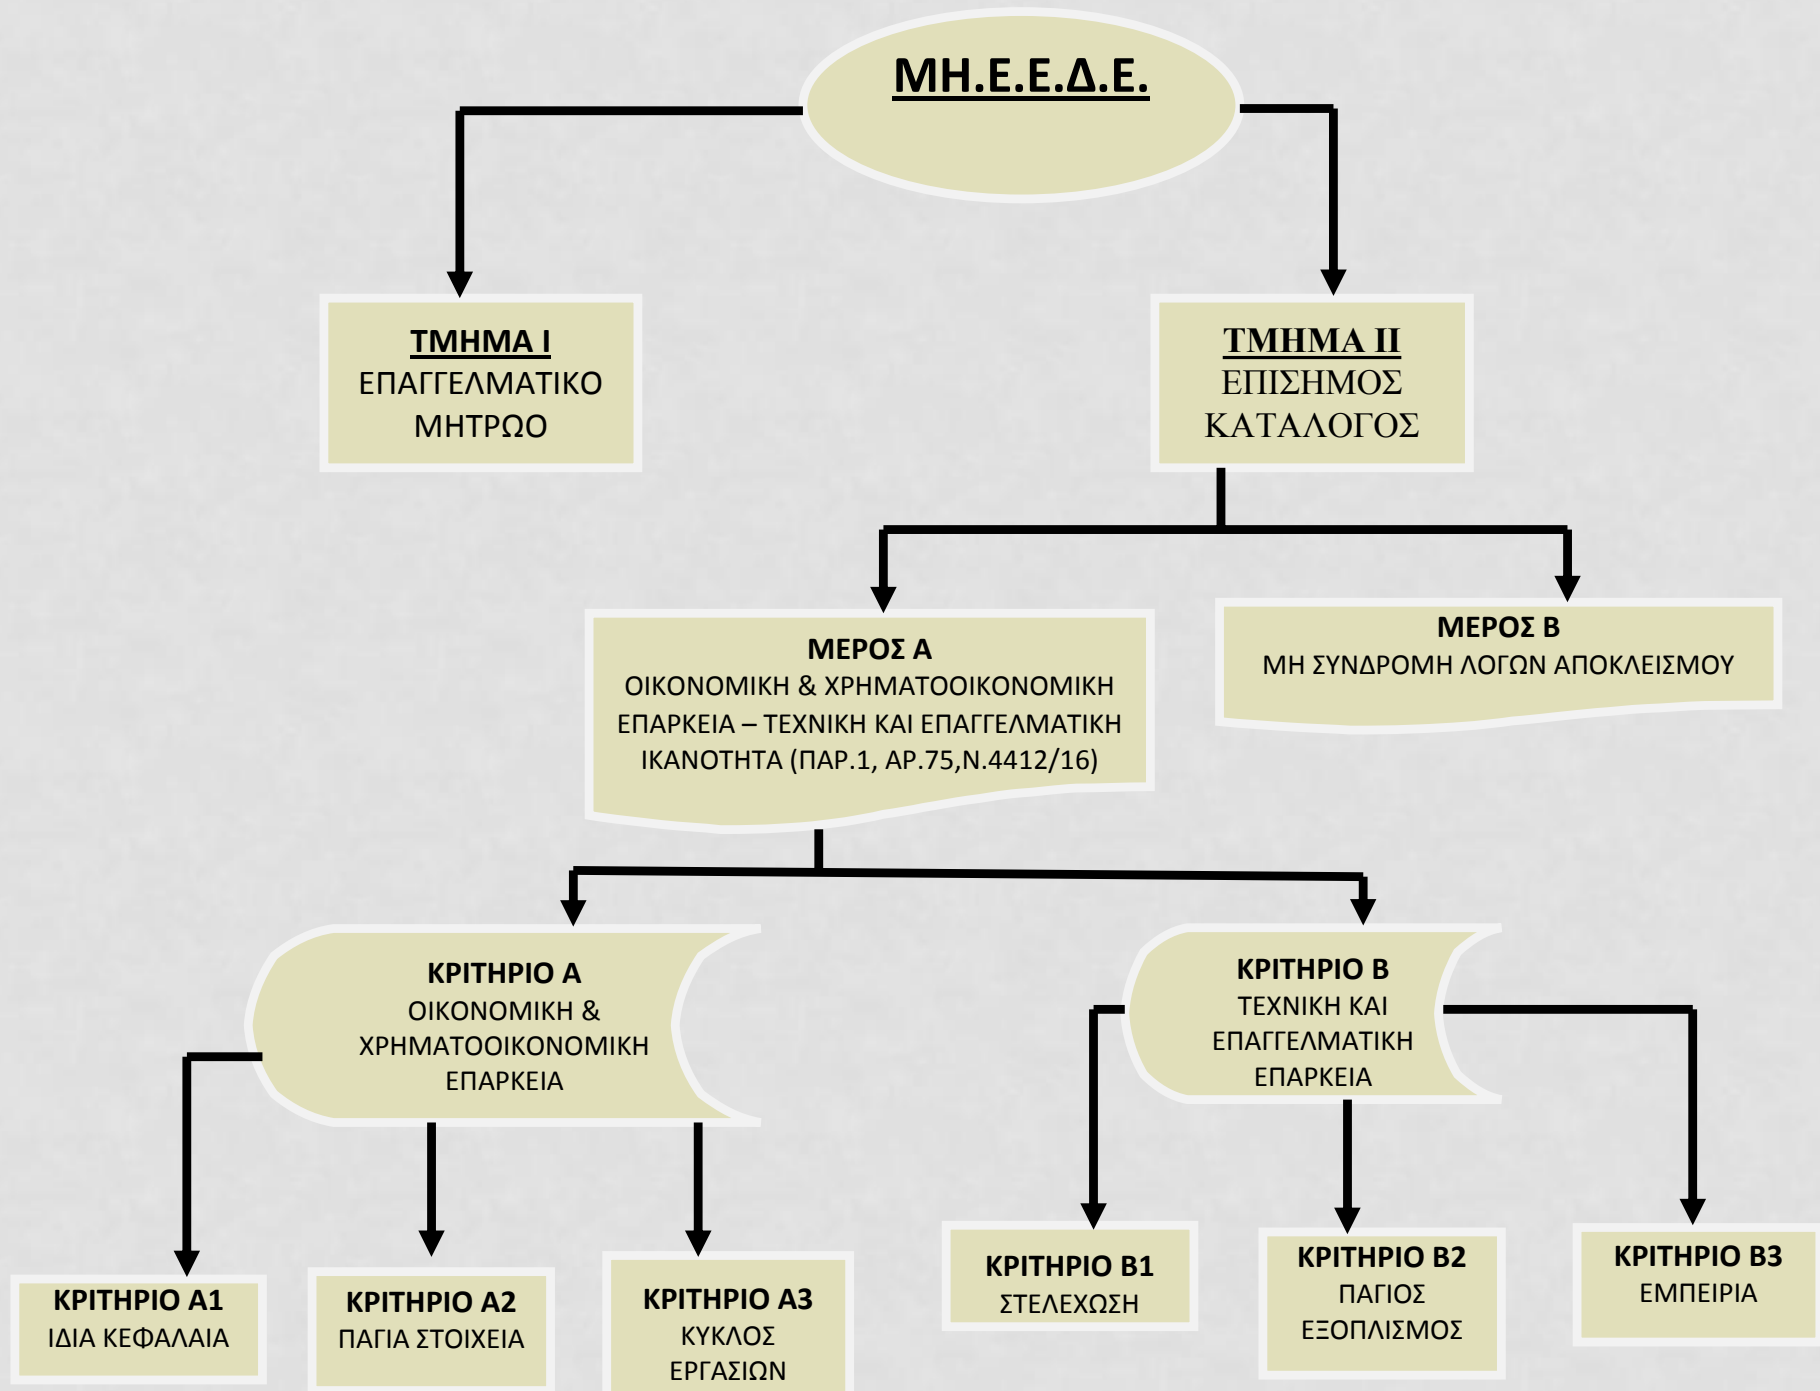 ΜΗ.Ε.Ε.Δ.Ε.
ΤΜΗΜΑ Ι
ΕΠΑΓΓΕΛΜΑΤΙΚΟ
ΜΗΤΡΩΟ
ΤΜΗΜΑ ΙΙ
ΕΠΙΣΗΜΟΣ
ΚΑΤΑΛΟΓΟΣ
ΜΕΡΟΣ Α
ΟΙΚΟΝΟΜΙΚΗ & ΧΡΗΜΑΤΟΟΙΚΟΝΟΜΙΚΗ
ΕΠΑΡΚΕΙΑ – ΤΕΧΝΙΚΗ ΚΑΙ ΕΠΑΓΓΕΛΜΑΤΙΚΗ
ΙΚΑΝΟΤΗΤΑ (ΠΑΡ.1, ΑΡ.75,Ν.4412/16)
ΜΕΡΟΣ Β
ΜΗ ΣΥΝΔΡΟΜΗ ΛΟΓΩΝ ΑΠΟΚΛΕΙΣΜΟΥ
ΚΡΙΤΗΡΙΟ Α
ΟΙΚΟΝΟΜΙΚΗ &
ΧΡΗΜΑΤΟΟΙΚΟΝΟΜΙΚΗ
ΕΠΑΡΚΕΙΑ
ΚΡΙΤΗΡΙΟ Β
ΤΕΧΝΙΚΗ ΚΑΙ
ΕΠΑΓΓΕΛΜΑΤΙΚΗ
ΕΠΑΡΚΕΙΑ
ΚΡΙΤΗΡΙΟ Α1
ΙΔΙΑ ΚΕΦΑΛΑΙΑ
ΚΡΙΤΗΡΙΟ Α2
ΠΑΓΙΑ ΣΤΟΙΧΕΙΑ
ΚΡΙΤΗΡΙΟ Α3
ΚΥΚΛΟΣ
ΕΡΓΑΣΙΩΝ
ΚΡΙΤΗΡΙΟ Β1
ΣΤΕΛΕΧΩΣΗ
ΚΡΙΤΗΡΙΟ Β2
ΠΑΓΙΟΣ
ΕΞΟΠΛΙΣΜΟΣ
ΚΡΙΤΗΡΙΟ Β3
ΕΜΠΕΙΡΙΑ